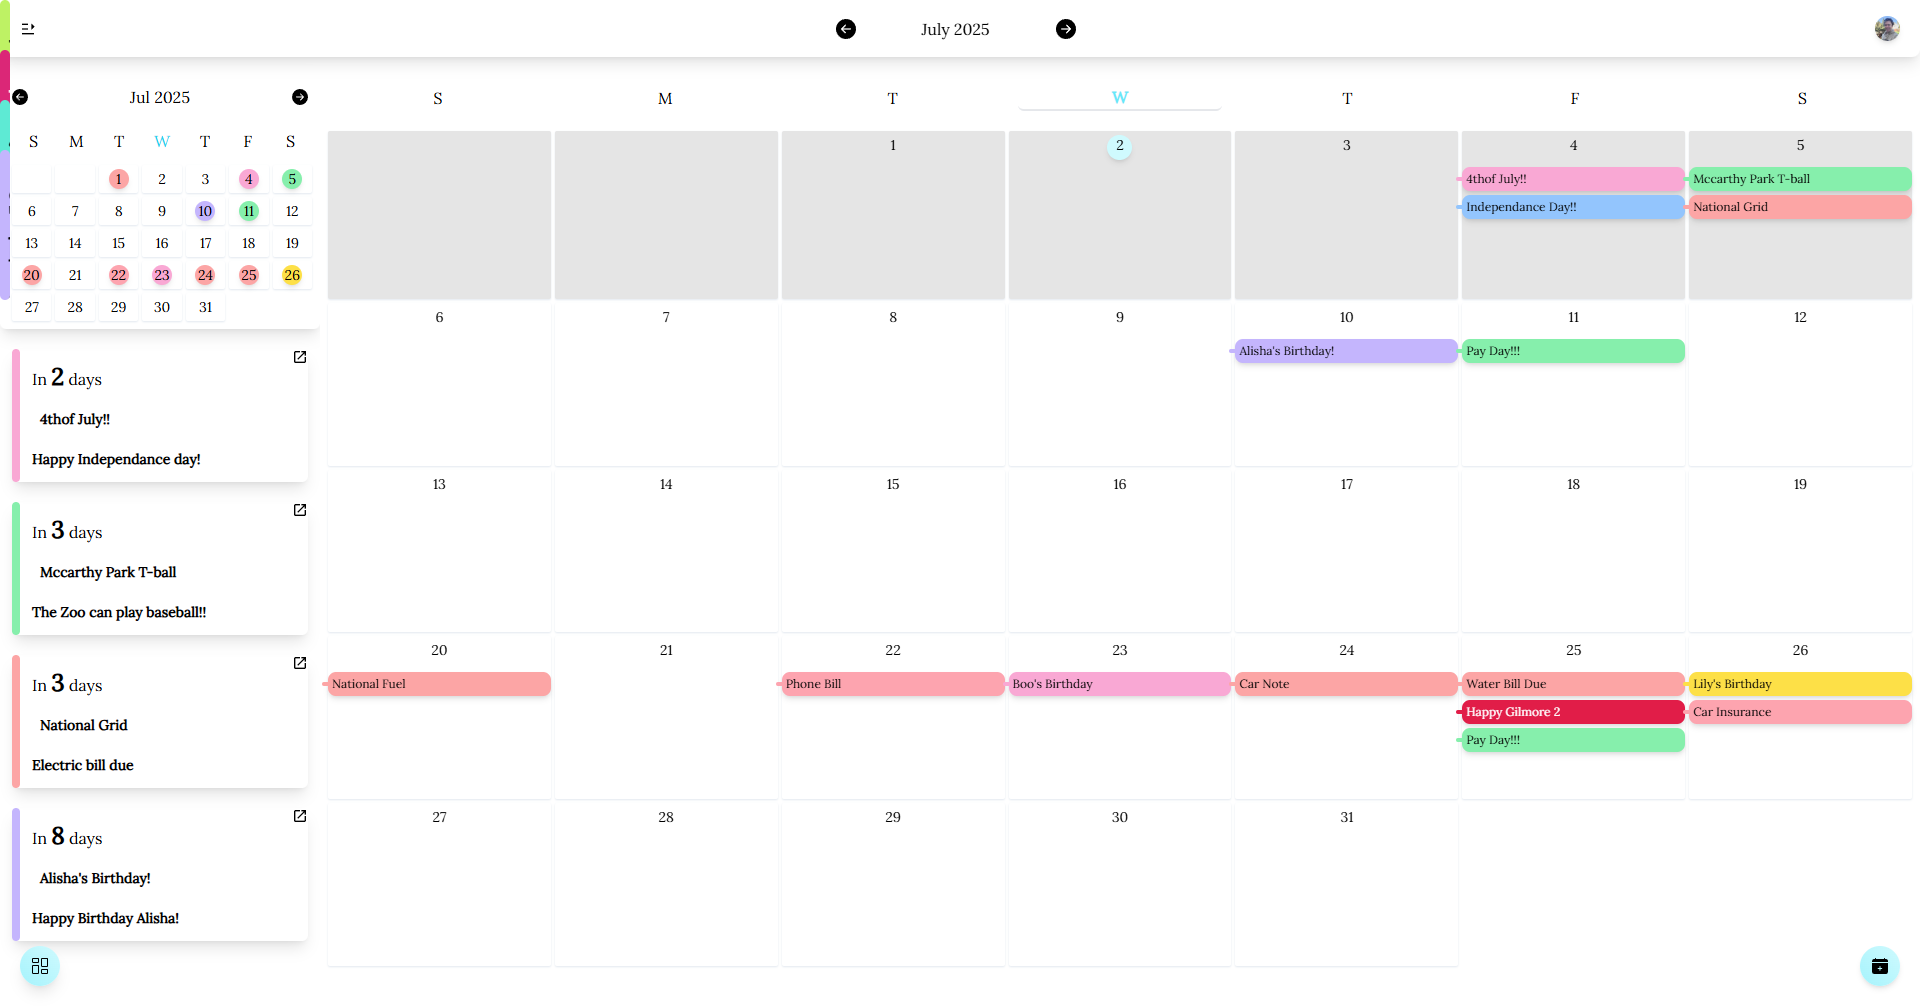 July 2025
Jul 2025
S M T W T F S
1 2 3 4 5
6 7 8 9 10 11 12
13 14 15 16 17 18 19
20 21 22 23 24 25 26
27 28 29 30 31
In 2 days
4thof July!!
Happy Independance day!
In 3 days
Mccarthy Park T-ball
The Zoo can play baseball!!
In 3 days
National Grid
Electric bill due
In 8 days
Alisha's Birthday!
Happy Birthday Alisha!
S M T W T F S
1 2 3 4 5
4thof July!! Mccarthy Park T-ball
Independance Day!! National Grid
6 7 8 9 10 11 12
Alisha's Birthday! Pay Day!!!
13 14 15 16 17 18 19
20 21 22 23 24 25 26
National Fuel Phone Bill Boo's Birthday Car Note Water Bill Due Lily's Birthday
Happy Gilmore 2 Car Insurance
Pay Day!!!
27 28 29 30 31